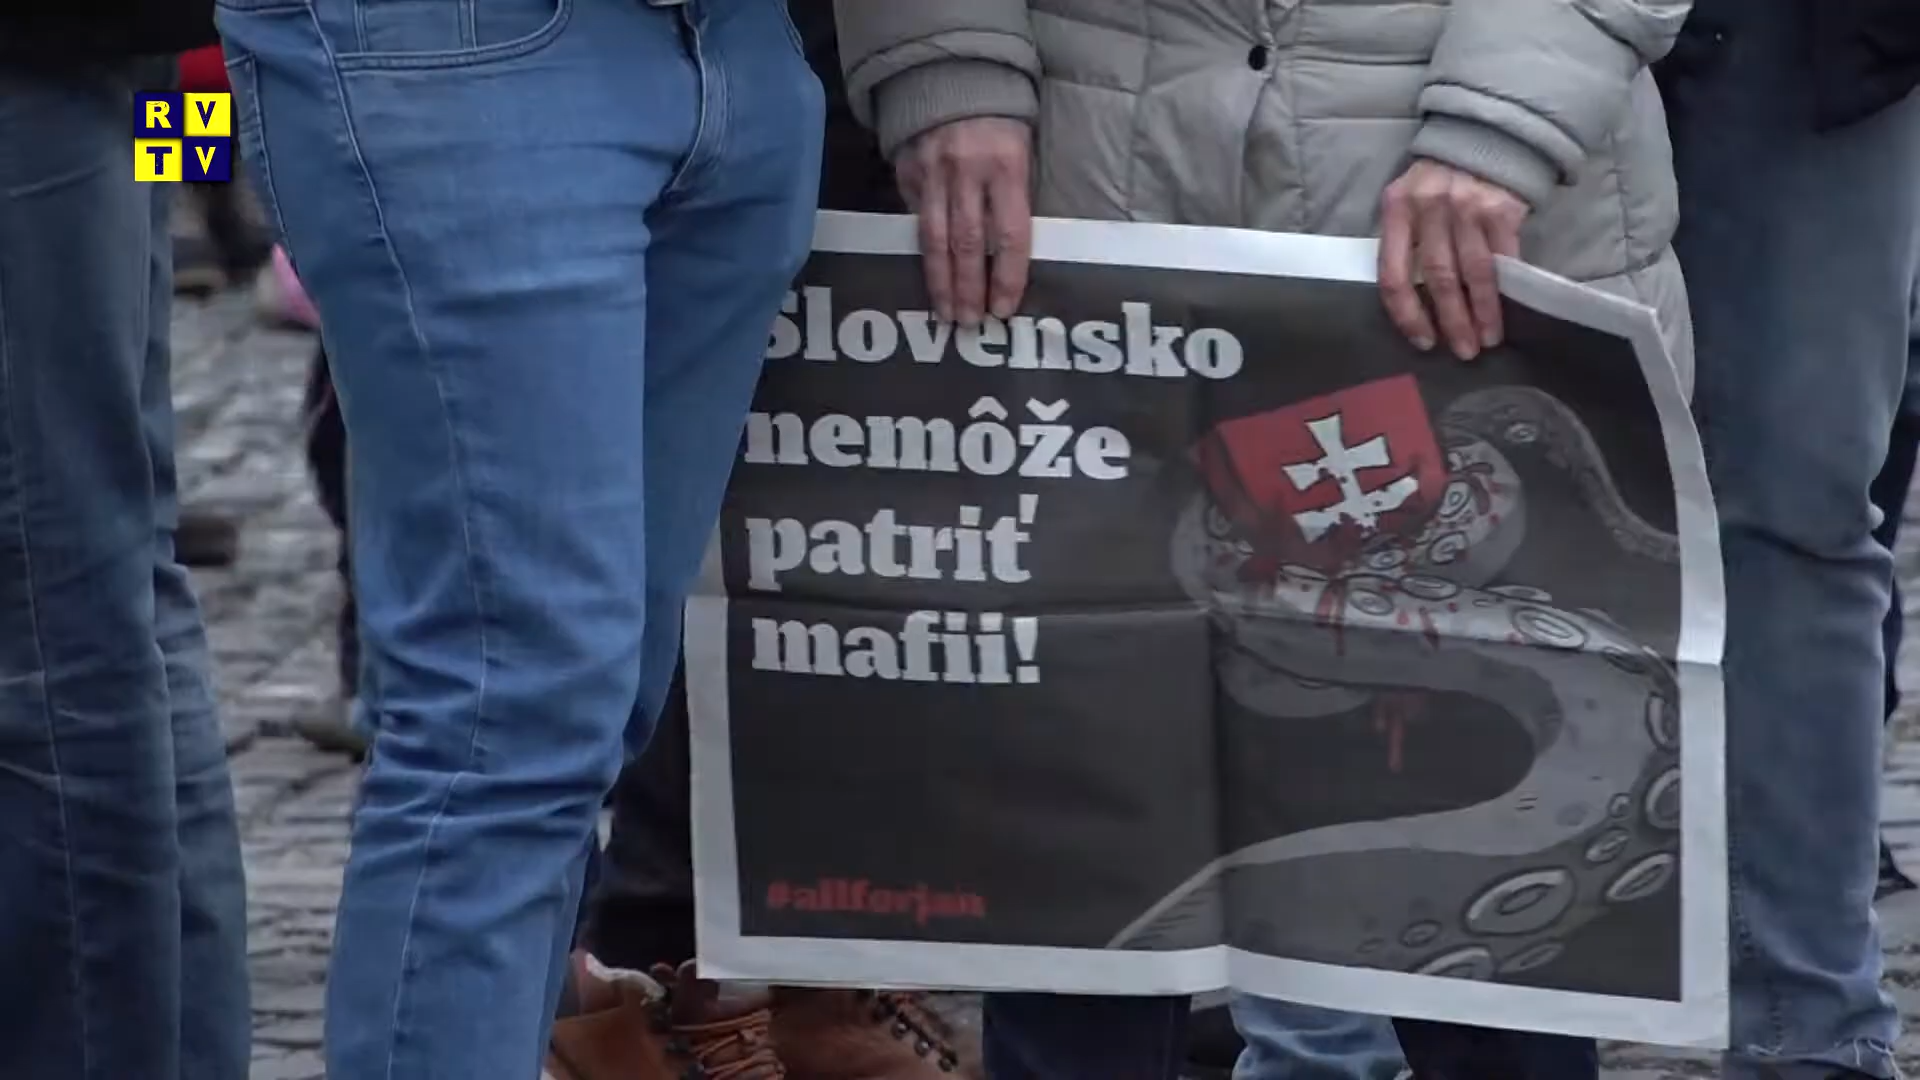 RV
TV
Slovensko
nemôže
patriť
mafii!
#allforjan